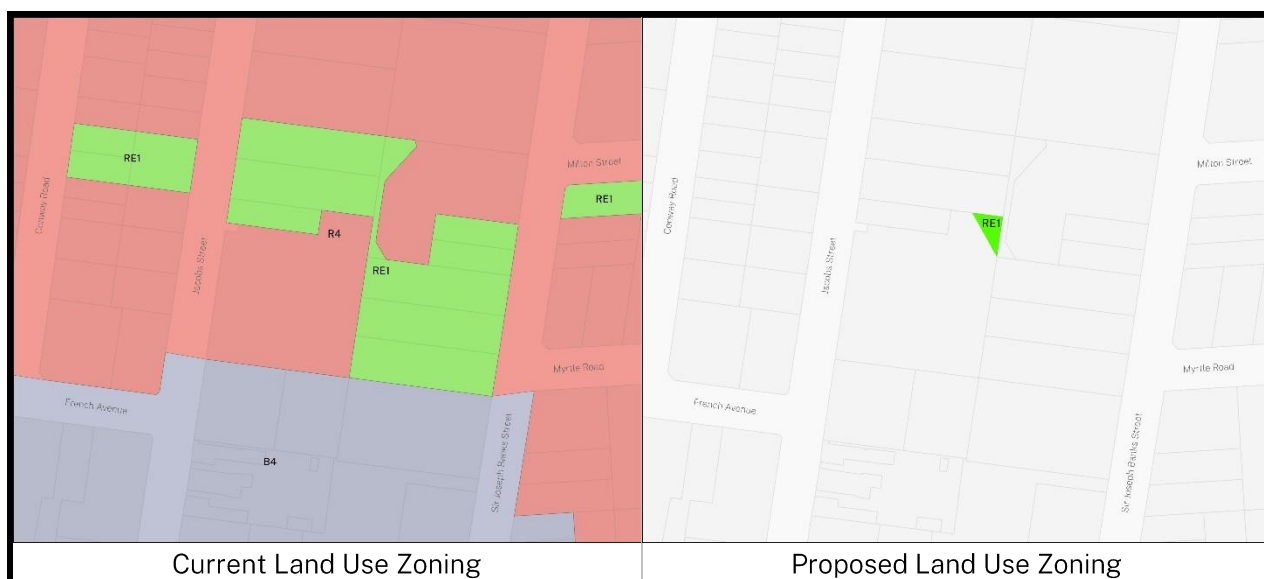 RE1
Milton Street
RE1
Conway Road
R4
Jacobs Street
RE1
Myrtle Road
French Avenue
Sir Joseph Banks Street
B4
Current Land Use Zoning
Milton Street
Conway Road
RE1
Jacobs Street
Myrtle Road
French Avenue
Sir Joseph Banks Street
Proposed Land Use Zoning